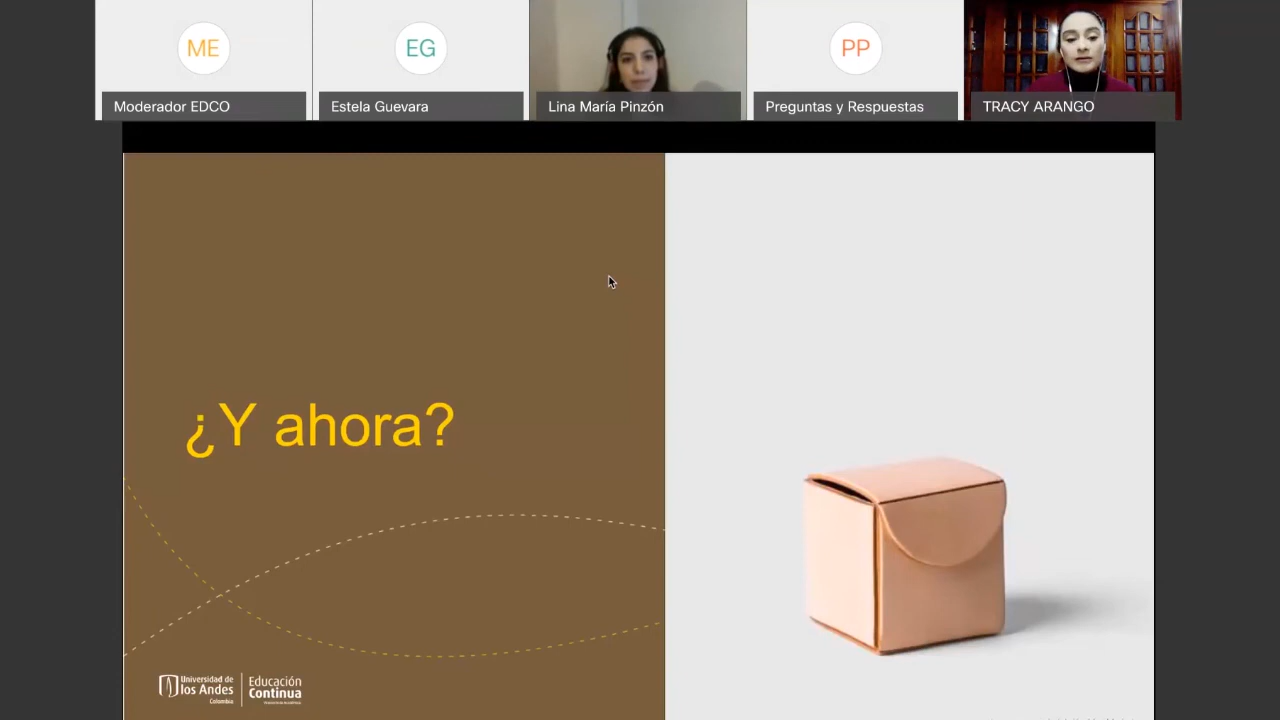 ME
EG
PP
Moderador EDCO
Estela Guevara
Lina María Pinzón
Preguntas y Respuestas
TRACY ARANGO
¿Y ahora?
Universidad de
los Andes
Colombia
Educación
Continua